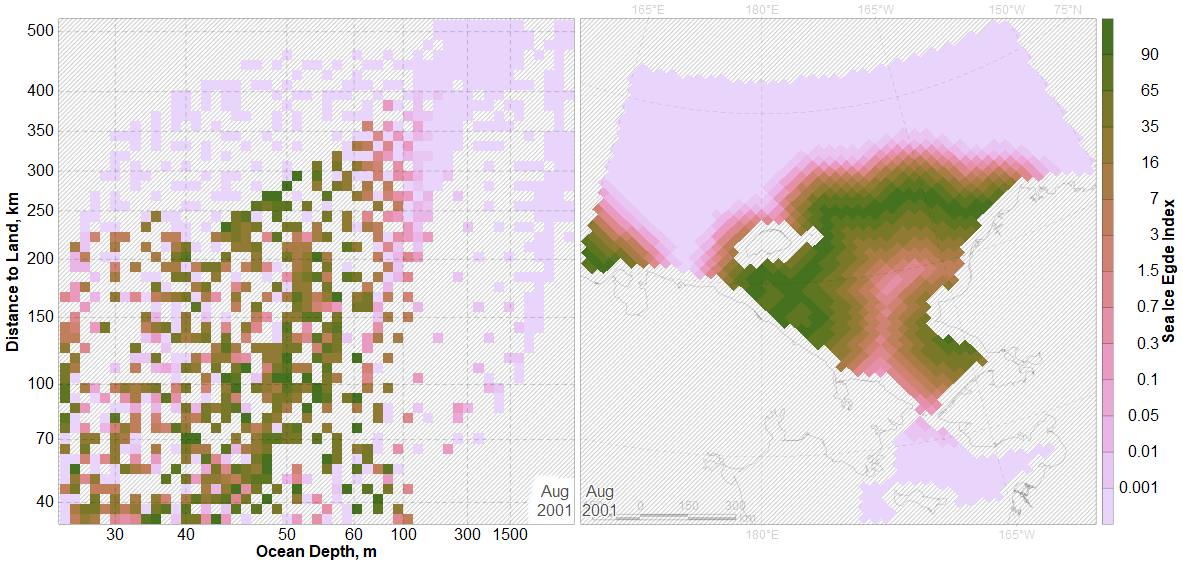 165°E 180°E 165°W 150°W 75°N
500
400
350
300
250
200
150
100
70
40
Distance to Land, km
30 40 50 60 100 300 1500
Ocean Depth, m
Aug
2001
Aug
2001
0 150 300
km
180°E 165°W
90
65
35
16
7
3
1.5
0.7
0.3
0.1
0.05
0.01
0.001
Sea Ice Egde Index